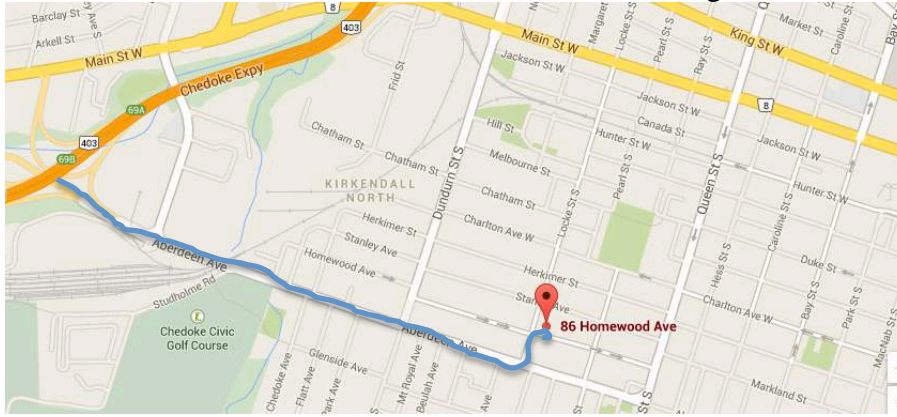 Barclay St
Arkell St
Main St W
403
8
Chedoke Expy
69A
403
69B
Frid St
Main St W
Jackson St W
Margaret
Locke St S
Pearl St S
Ray St S
King St W
Market St
Caroline St
Bay St
8
Jackson St W
Canada St
Hunter St W
Jackson St W
Hunter St W
Hill St
Melbourne St
Chatham St
Chatham St
Chatham St
Charlton Ave W
KIRKENDALL
NORTH
Dundurn St S
Locke St S
Pearl St S
Queen St S
Hess St S
Caroline St S
Duke St
Bay St S
Park St S
MacNab St S
Charlton Ave W
Markland St
Herkimer St
Stanley Ave
Homewood Ave
Herkimer St
86 Homewood Ave
Aberdeen Ave
Aberdeen Ave
Studholme Rd
Chedoke Civic
Golf Course
Chedoke Ave
Flatt Ave
Glenside Ave
Mt Royal Ave
Beulah Ave
Ave